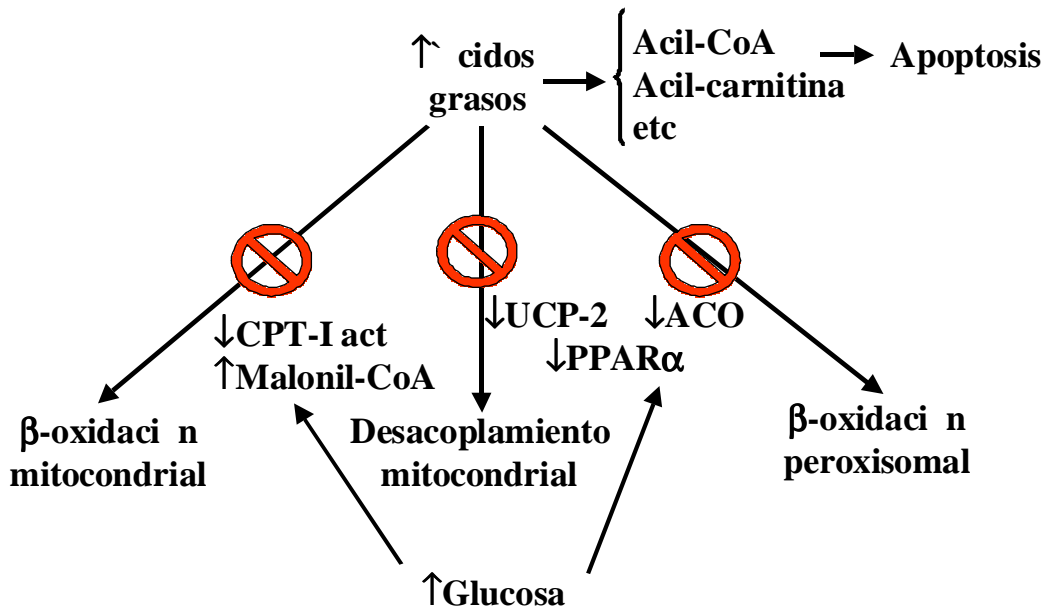 ↑` cidos
grasos
Acil-CoA
Acil-carnitina
etc
Apoptosis
↓CPT-I act
↑Malonil-CoA
↓UCP-2
↓ACO
↓PPARα
β-oxidaci n
mitocondrial
Desacoplamiento
mitocondrial
β-oxidaci n
peroxisomal
↑Glucosa